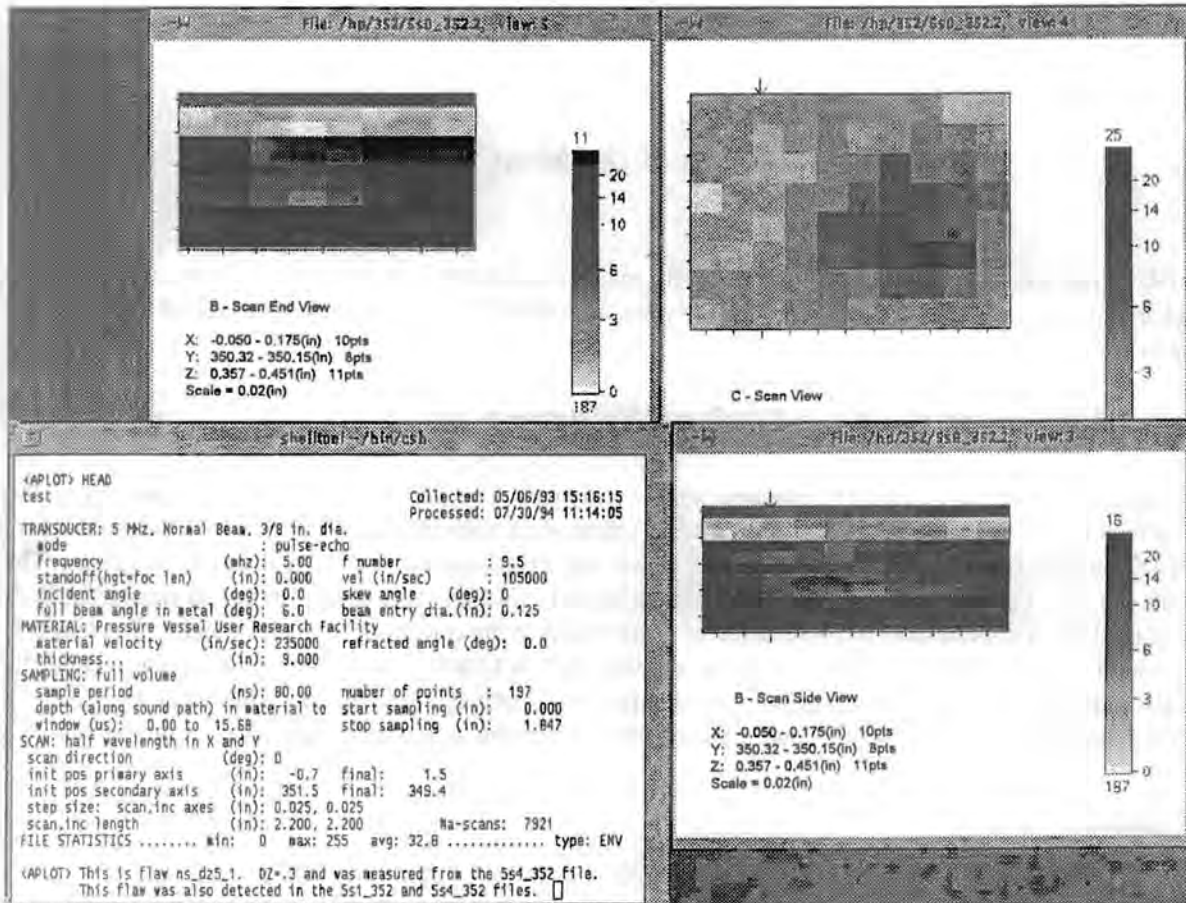 File: /hp/352/5s0_352.2, view: 5
11
20
14
10
6
3
0
187
B - Scan End View
X: -0.050 - 0.175(in) 10pts
Y: 350.32 - 350.15(in) 8pts
Z: 0.357 - 0.451(in) 11pts
Scale = 0.02(in)
File: /hp/352/5s0_352.2, view: 4
25
20
14
10
6
3
C - Scan View
shelltool - /bin/csh
<APLOT> HEAD
test
Collected: 05/06/93 15:16:15
Processed: 07/30/94 11:14:05
TRANSDUCER: 5 MHz, Normal Beam, 3/8 in. dia.
mode : pulse-echo
frequency (mhz): 5.00 f number : 9.5
standoff(hgt+foc len) (in): 0.000 vel (in/sec) : 105000
incident angle (deg): 0.0 skew angle (deg): 0
full beam angle in metal (deg): 6.0 beam entry dia.(in): 0.125
MATERIAL: Pressure Vessel User Research Facility
material velocity (in/sec): 235000 refracted angle (deg): 0.0
thickness... (in): 9.000
SAMPLING: full volume
sample period (ns): 80.00 number of points : 197
depth (along sound path) in material to start sampling (in): 0.000
window (us): 0.00 to 15.68 stop sampling (in): 1.847
SCAN: half wavelength in X and Y
scan direction (deg): 0
init pos primary axis (in): -0.7 final: 1.5
init pos secondary axis (in): 351.5 final: 349.4
step size: scan,inc axes (in): 0.025, 0.025
scan,inc length (in): 2.200, 2.200 #a-scans: 7921
FILE STATISTICS ........ min: 0 max: 255 avg: 32.8 ............. type: ENV
<APLOT> This is flaw ns_dz5_1. DZ=.3 and was measured from the 5s4_352 file.
This flaw was also detected in the 5s1_352 and 5s4_352 files.
File: /hp/352/5s0_352.2, view: 3
16
20
14
10
6
3
0
187
B - Scan Side View
X: -0.050 - 0.175(in) 10pts
Y: 350.32 - 350.15(in) 8pts
Z: 0.357 - 0.451(in) 11pts
Scale = 0.02(in)